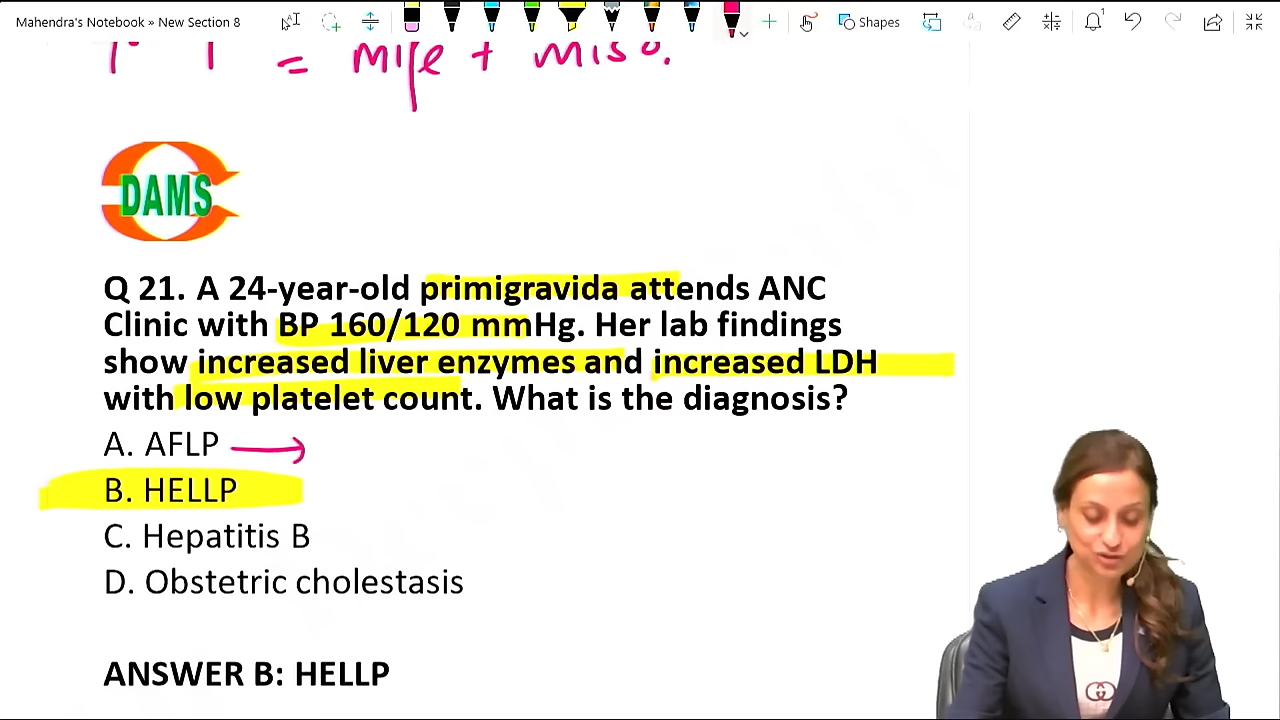 Mahendra's Notebook » New Section 8
Shapes
= Mife + Miso.
DAMS
Q 21. A 24-year-old primigravida attends ANC
Clinic with BP 160/120 mmHg. Her lab findings
show increased liver enzymes and increased LDH
with low platelet count. What is the diagnosis?
A. AFLP
B. HELLP
C. Hepatitis B
D. Obstetric cholestasis
ANSWER B: HELLP